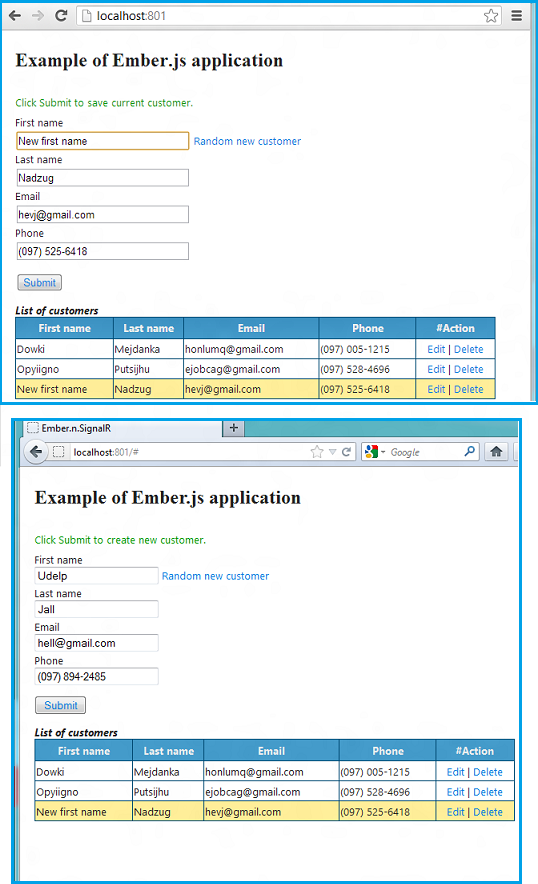 localhost:801
Example of Ember.js application
Click Submit to save current customer.
First name
New first name Random new customer
Last name
Nadzug
Email
hevj@gmail.com
Phone
(097) 525-6418
Submit
List of customers
First name Last name Email Phone #Action
Dowki Mejdanka honlumq@gmail.com (097) 005-1215 Edit | Delete
Opyiigno Putsijhu ejobcag@gmail.com (097) 528-4696 Edit | Delete
New first name Nadzug hevj@gmail.com (097) 525-6418 Edit | Delete
Ember.n.SignalR +
localhost:801/# Google
Example of Ember.js application
Click Submit to create new customer.
First name
Udelp Random new customer
Last name
Jall
Email
hell@gmail.com
Phone
(097) 894-2485
Submit
List of customers
First name Last name Email Phone #Action
Dowki Mejdanka honlumq@gmail.com (097) 005-1215 Edit | Delete
Opyiigno Putsijhu ejobcag@gmail.com (097) 528-4696 Edit | Delete
New first name Nadzug hevj@gmail.com (097) 525-6418 Edit | Delete